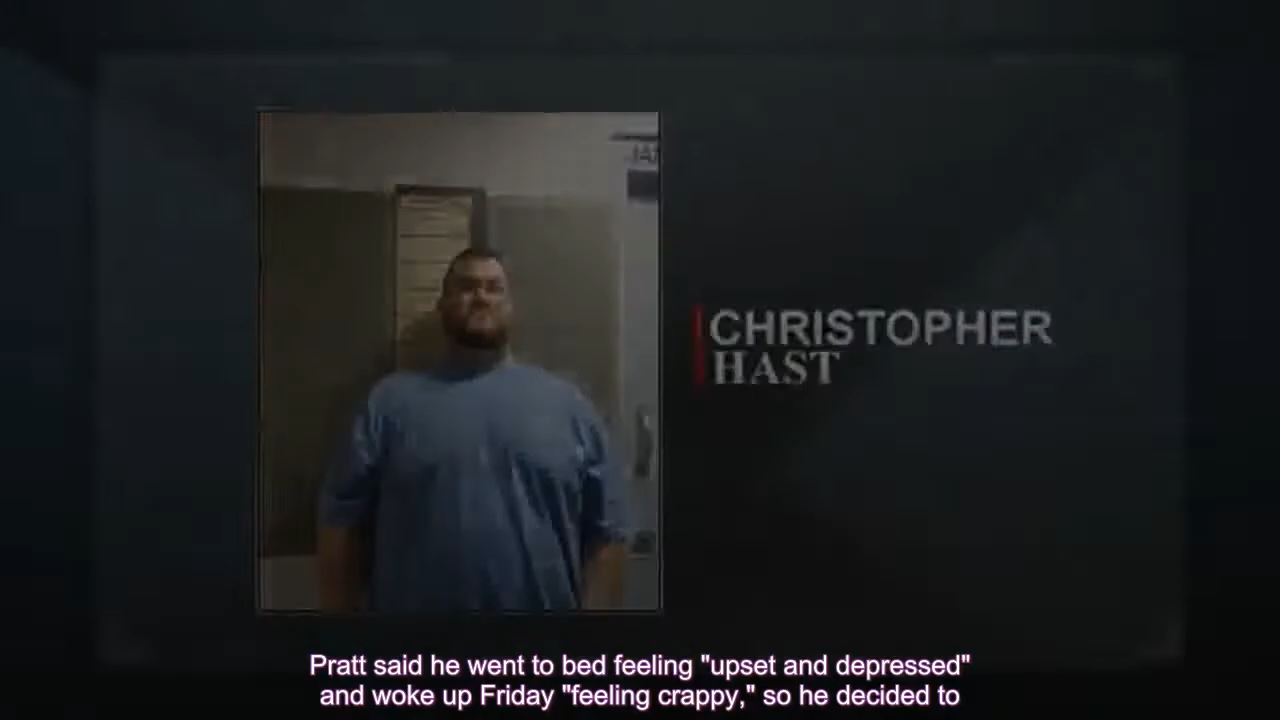 CHRISTOPHER
HAST
Pratt said he went to bed feeling "upset and depressed"
and woke up Friday "feeling crappy," so he decided to